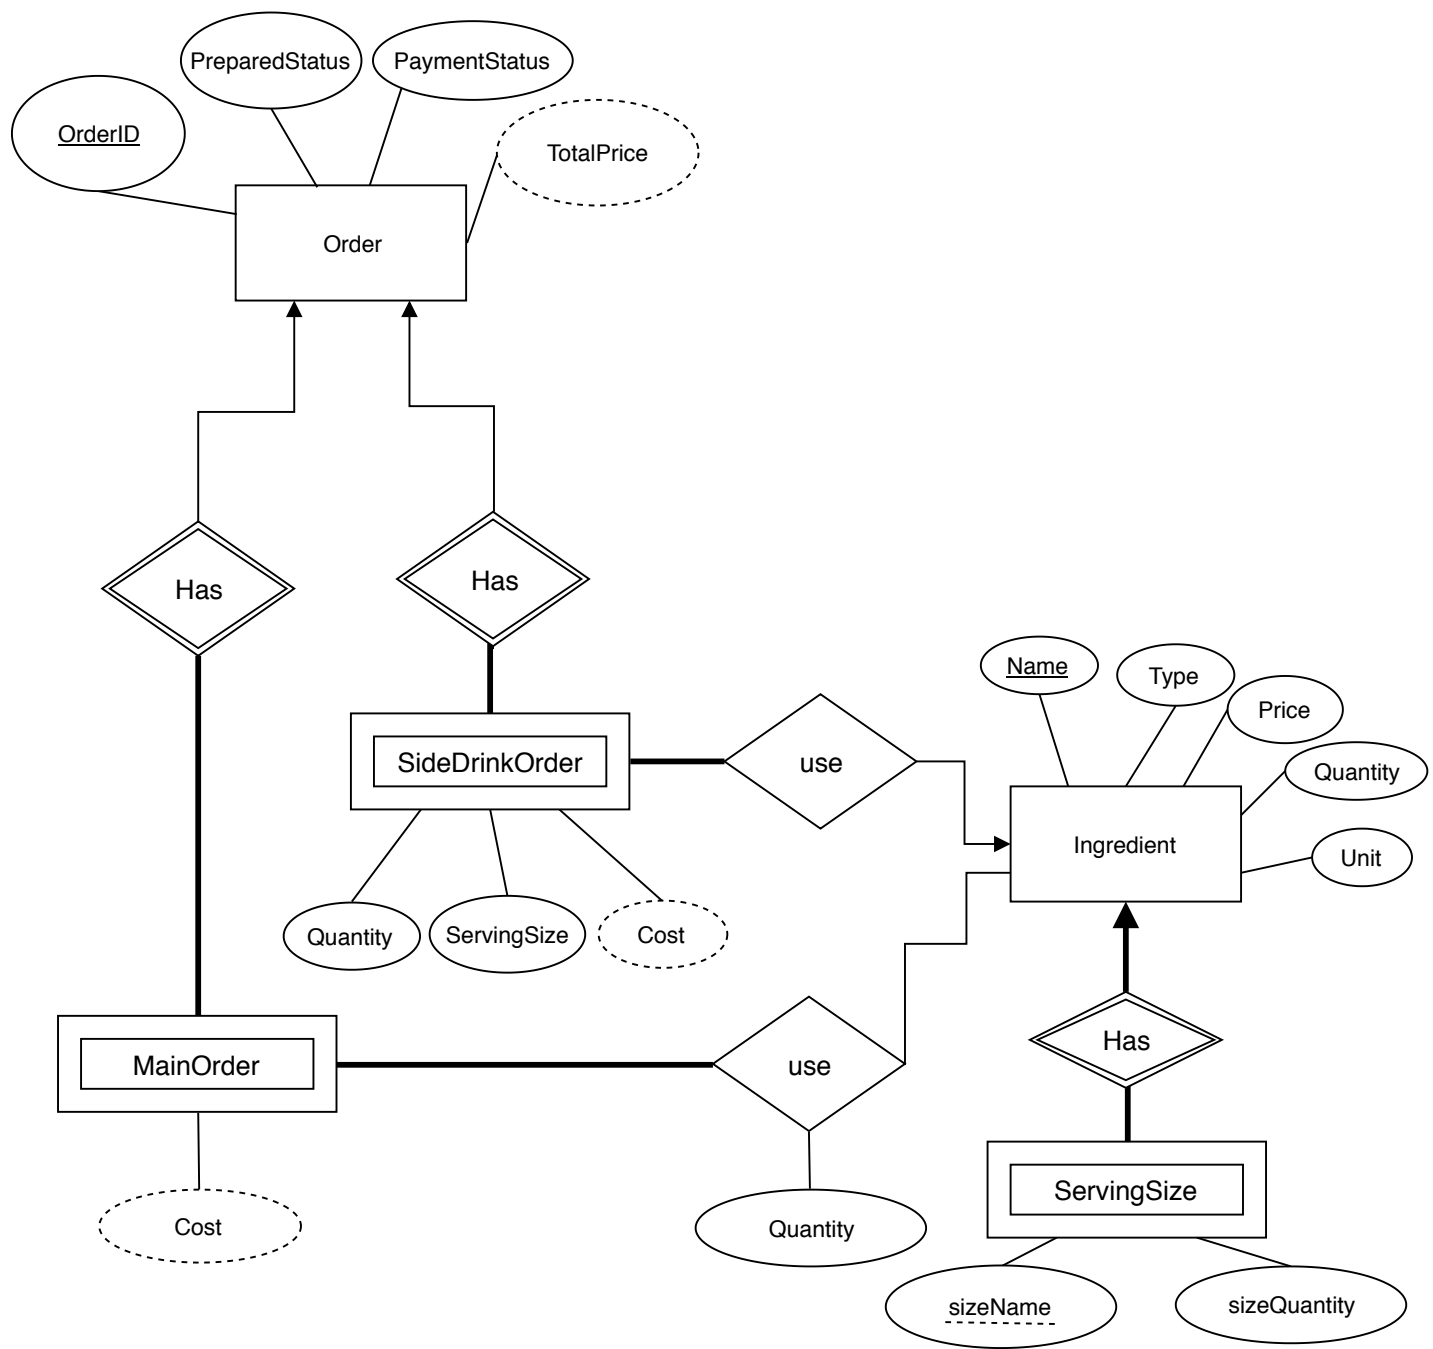 PreparedStatus
PaymentStatus
OrderID
TotalPrice
Order
Has
Has
Name
Type
Price
SideDrinkOrder
use
Quantity
Ingredient
Unit
Quantity
ServingSize
Cost
Has
MainOrder
use
ServingSize
Cost
Quantity
sizeName
sizeQuantity